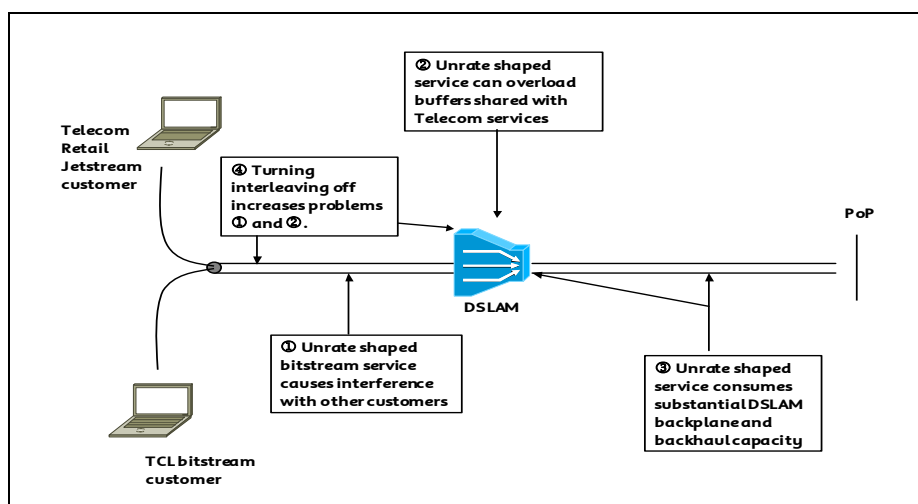 ② Unrate shaped
service can overload
buffers shared with
Telecom services
Telecom
Retail
Jetstream
customer
④ Turning
interleaving off
increases problems
① and ②.
PoP
DSLAM
① Unrate shaped
bitstream service
causes interference
with other customers
③ Unrate shaped
service consumes
substantial DSLAM
backplane and
backhaul capacity
TCL bitstream
customer